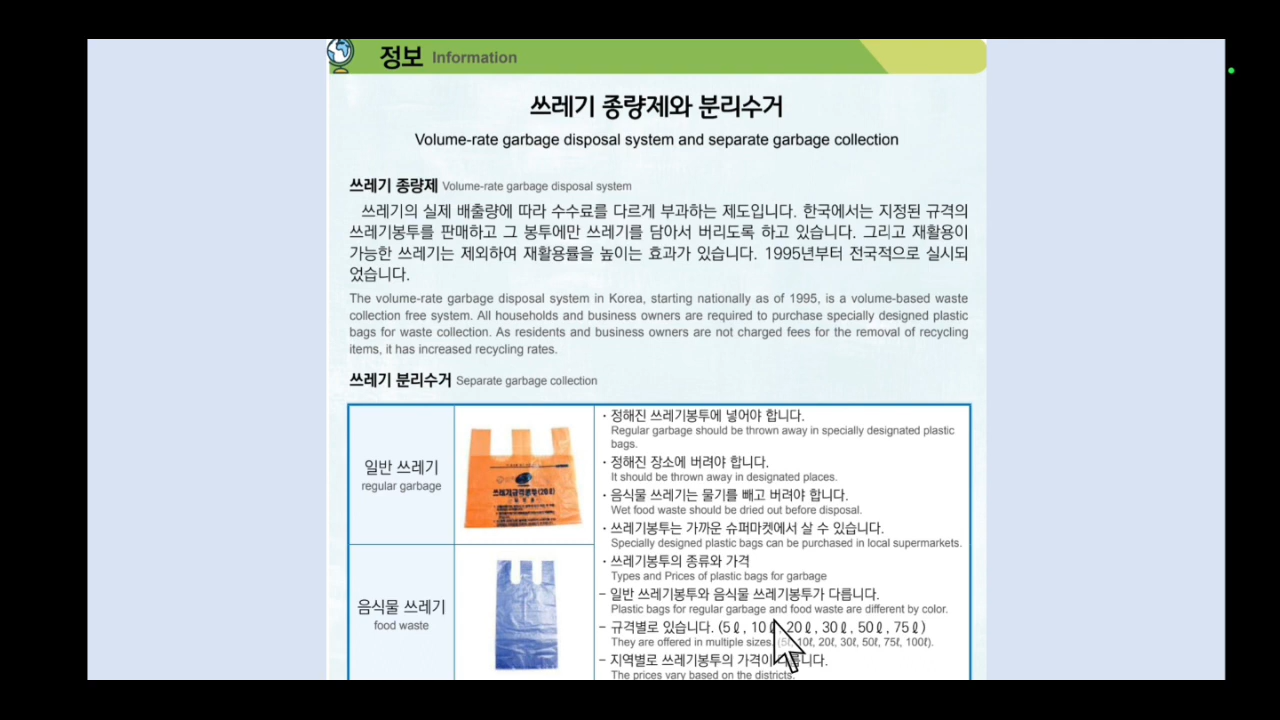 정보 Information
쓰레기 종량제와 분리수거
Volume-rate garbage disposal system and separate garbage collection
쓰레기 종량제 Volume-rate garbage disposal system
쓰레기의 실제 배출량에 따라 수수료를 다르게 부과하는 제도입니다. 한국에서는 지정된 규격의
쓰레기봉투를 판매하고 그 봉투에만 쓰레기를 담아서 버리도록 하고 있습니다. 그리고 재활용이
가능한 쓰레기는 제외하여 재활용률을 높이는 효과가 있습니다. 1995년부터 전국적으로 실시되
었습니다.
The volume-rate garbage disposal system in Korea, starting nationally as of 1995, is a volume-based waste
collection free system. All households and business owners are required to purchase specially designed plastic
bags for waste collection. As residents and business owners are not charged fees for the removal of recycling
items, it has increased recycling rates.
쓰레기 분리수거 Separate garbage collection
일반 쓰레기
regular garbage
음식물 쓰레기
food waste
· 정해진 쓰레기봉투에 넣어야 합니다.
Regular garbage should be thrown away in specially designated plastic
bags.
· 정해진 장소에 버려야 합니다.
It should be thrown away in designated places.
· 음식물 쓰레기는 물기를 빼고 버려야 합니다.
Wet food waste should be dried out before disposal.
· 쓰레기봉투는 가까운 슈퍼마켓에서 살 수 있습니다.
Specially designed plastic bags can be purchased in local supermarkets.
· 쓰레기봉투의 종류와 가격
Types and Prices of plastic bags for garbage
- 일반 쓰레기봉투와 음식물 쓰레기봉투가 다릅니다.
Plastic bags for regular garbage and food waste are different by color.
- 규격별로 있습니다. (5ℓ, 10ℓ, 20ℓ, 30ℓ, 50ℓ, 75ℓ)
They are offered in multiple sizes. (5ℓ, 10ℓ, 20ℓ, 30ℓ, 50ℓ, 75ℓ, 100ℓ).
- 지역별로 쓰레기봉투의 가격이 다릅니다.
The prices vary based on the districts.